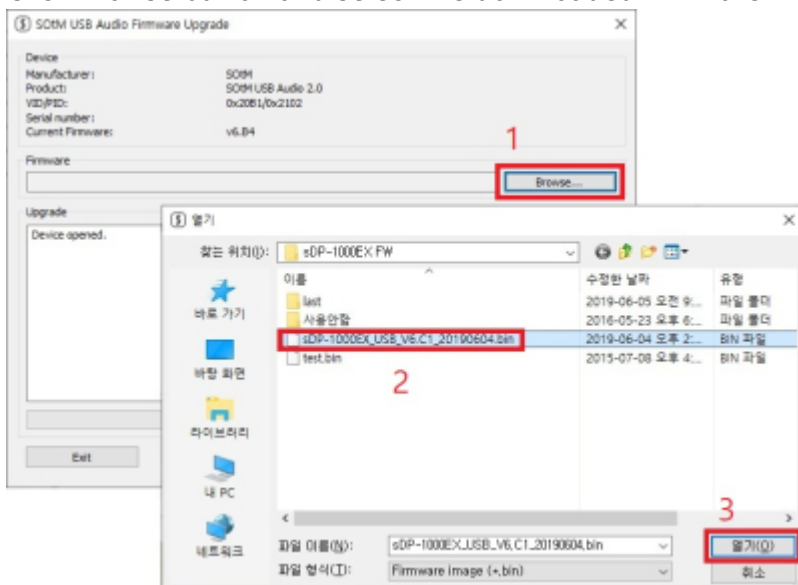 SOtM USB Audio Firmware Upgrade
Device
Manufacturer: SOtM
Product: SOtM USB Audio 2.0
VID/PID: 0x20B1/0x2102
Serial number:
Current Firmware: v6.B4
1
Firmware
Browse...
Upgrade
Device opened.
열기
찾는 위치(I): sDP-1000EX FW
이름 수정한 날짜 유형
last 2019-06-05 오전 9:... 파일 폴더
사용안함 2016-05-23 오후 6:... 파일 폴더
sDP-1000EX_USB_V6.C1_20190604.bin 2019-06-04 오후 2:... BIN 파일
test.bin 2015-07-08 오후 4:... BIN 파일
2
바로 가기
바탕 화면
라이브러리
내 PC
네트워크
Exit
3
파일 이름(N): sDP-1000EX_USB_V6.C1_20190604.bin 열기(O)
파일 형식(T): Firmware image (*.bin) 취소